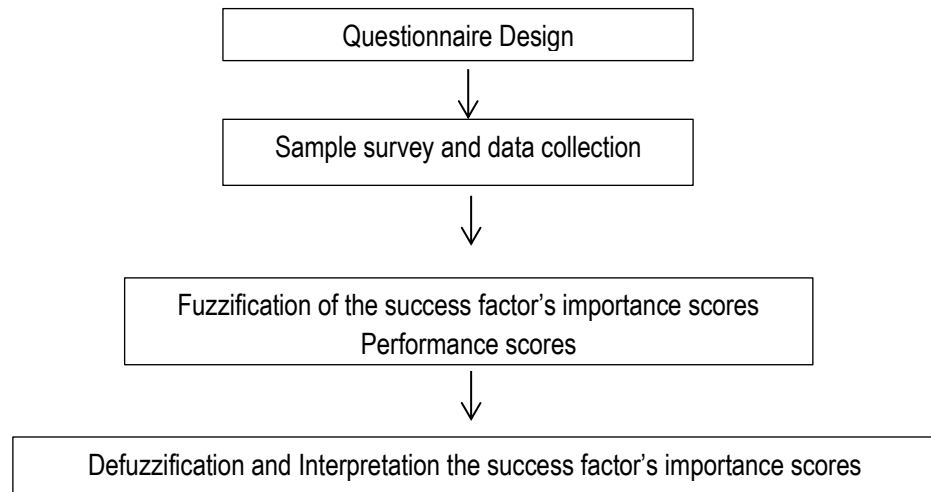 Questionnaire Design
Sample survey and data collection
Fuzzification of the success factor’s importance scores
Performance scores
Defuzzification and Interpretation the success factor’s importance scores